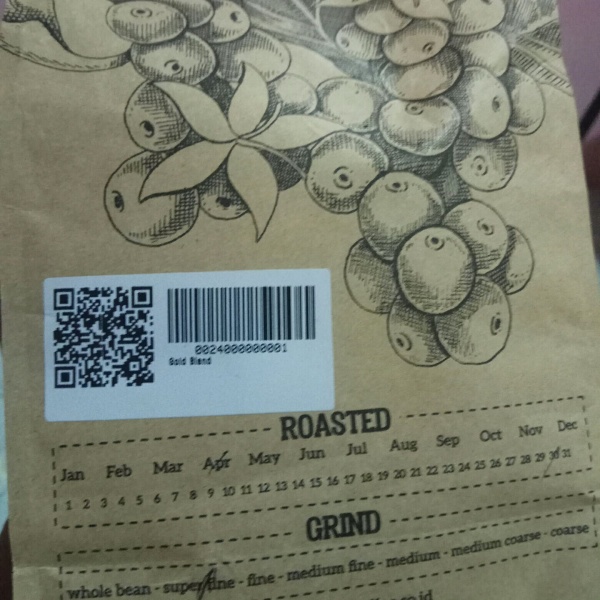 0024000000001
Gold Blend
ROASTED
Jan Feb Mar Apr May Jun Jul Aug Sep Oct Nov Dec
1 2 3 4 5 6 7 8 9 10 11 12 13 14 15 16 17 18 19 20 21 22 23 24 25 26 27 28 29 30 31
GRIND
whole bean - superfine - fine - medium fine - medium - medium coarse - coarse
.co.id